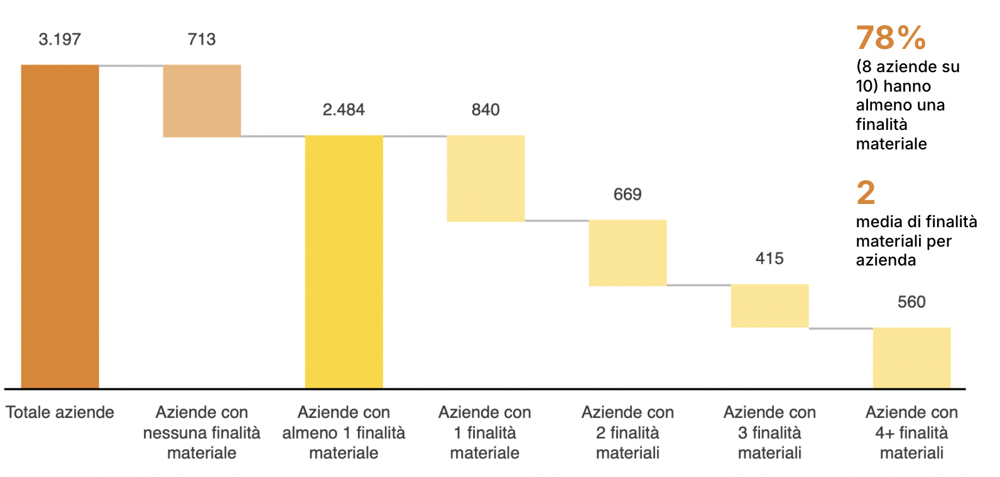 3.197
713
2.484
840
669
415
560
Totale aziende
Aziende con
nessuna finalità
materiale
Aziende con
almeno 1 finalità
materiale
Aziende con
1 finalità
materiale
Aziende con
2 finalità
materiali
Aziende con
3 finalità
materiali
Aziende con
4+ finalità
materiali
78%
(8 aziende su
10) hanno
almeno una
finalità
materiale
2
media di finalità
materiali per
azienda